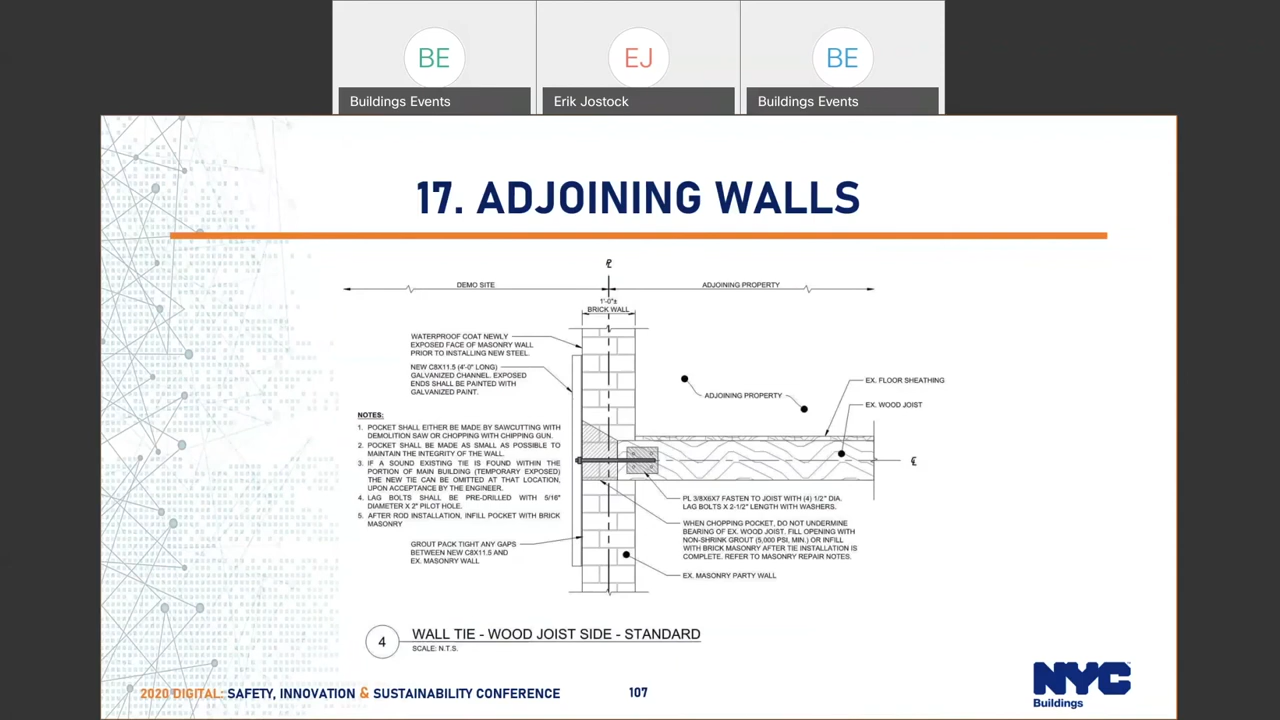 BE
EJ
BE
Buildings Events
Erik Jostock
Buildings Events
17. ADJOINING WALLS
℄
DEMO SITE
ADJOINING PROPERTY
1'-0"±
BRICK WALL
WATERPROOF COAT NEWLY
EXPOSED FACE OF MASONRY WALL
PRIOR TO INSTALLING NEW STEEL.
NEW C8X11.5 (4'-0" LONG)
GALVANIZED CHANNEL. EXPOSED
ENDS SHALL BE PAINTED WITH
GALVANIZED PAINT.
EX. FLOOR SHEATHING
ADJOINING PROPERTY
EX. WOOD JOIST
NOTES:
1. POCKET SHALL EITHER BE MADE BY SAWCUTTING WITH
DEMOLITION SAW OR CHOPPING WITH CHIPPING GUN.
2. POCKET SHALL BE MADE AS SMALL AS POSSIBLE TO
MAINTAIN THE INTEGRITY OF THE WALL.
3. IF A SOUND EXISTING TIE IS FOUND WITHIN THE
PORTION OF MAIN BUILDING (TEMPORARY EXPOSED)
THE NEW TIE CAN BE OMITTED AT THAT LOCATION,
UPON ACCEPTANCE BY THE ENGINEER.
4. LAG BOLTS SHALL BE PRE-DRILLED WITH 5/16"
DIAMETER X 2" PILOT HOLE.
5. AFTER ROD INSTALLATION, INFILL POCKET WITH BRICK
MASONRY
℄
PL 3/8X6X7 FASTEN TO JOIST WITH (4) 1/2" DIA.
LAG BOLTS X 2-1/2" LENGTH WITH WASHERS.
WHEN CHOPPING POCKET, DO NOT UNDERMINE
BEARING OF EX. WOOD JOIST. FILL OPENING WITH
NON-SHRINK GROUT (5,000 PSI, MIN.) OR INFILL
WITH BRICK MASONRY AFTER TIE INSTALLATION IS
COMPLETE. REFER TO MASONRY REPAIR NOTES.
GROUT PACK TIGHT ANY GAPS
BETWEEN NEW C8X11.5 AND
EX. MASONRY WALL
EX. MASONRY PARTY WALL
4
WALL TIE - WOOD JOIST SIDE - STANDARD
SCALE: N.T.S.
2020 DIGITAL: SAFETY, INNOVATION & SUSTAINABILITY CONFERENCE
107
NYC
Buildings